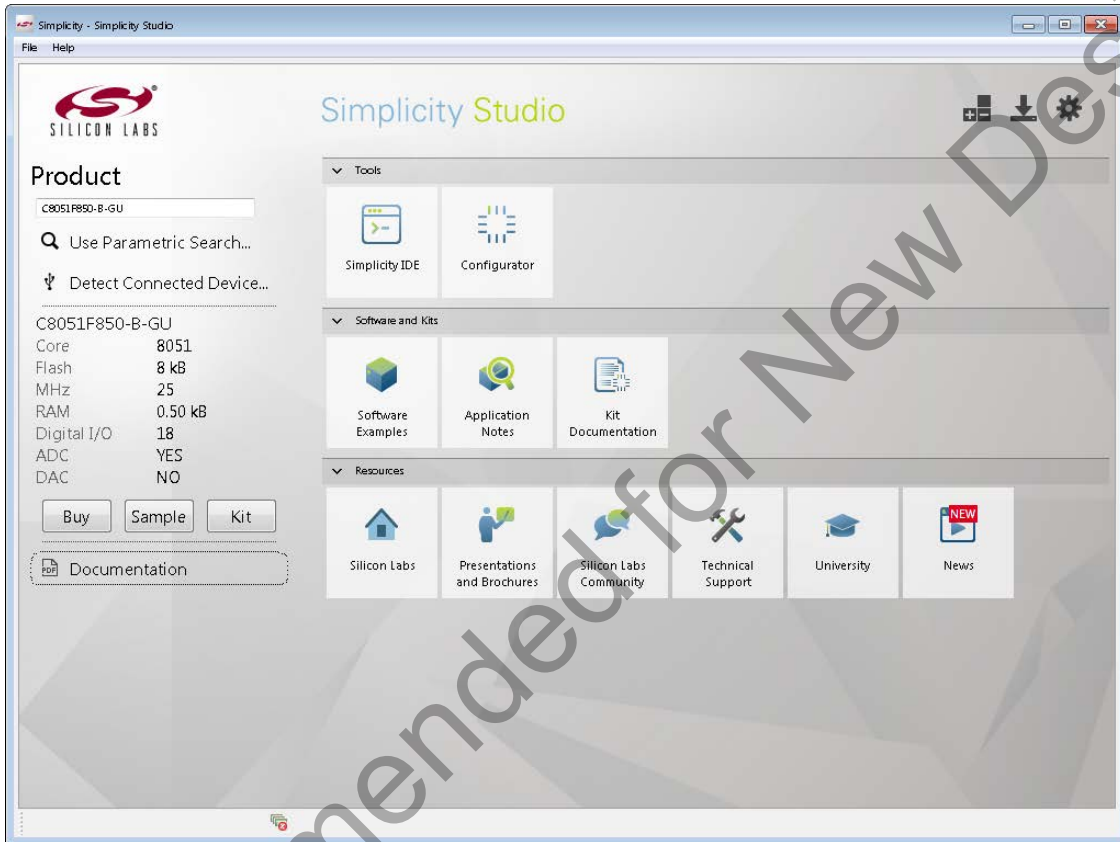 Simplicity - Simplicity Studio
File Help
SILICON LABS
Simplicity Studio
Product
C8051F850-B-GU
Use Parametric Search...
Detect Connected Device...
C8051F850-B-GU
Core 8051
Flash 8 kB
MHz 25
RAM 0.50 kB
Digital I/O 18
ADC YES
DAC NO
Buy Sample Kit
PDF Documentation
Tools
Simplicity IDE
Configurator
Software and Kits
Software
Examples
Application
Notes
Kit
Documentation
Resources
Silicon Labs
Presentations
and Brochures
Silicon Labs
Community
Technical
Support
University
NEW
News
mended for New Des